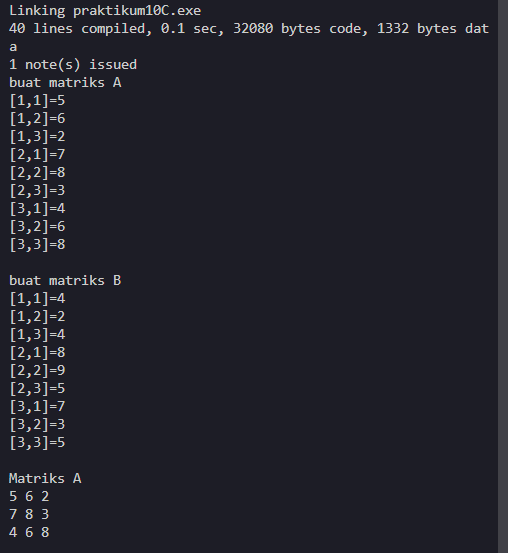 Linking praktikum10C.exe
40 lines compiled, 0.1 sec, 32080 bytes code, 1332 bytes dat
a
1 note(s) issued
buat matriks A
[1,1]=5
[1,2]=6
[1,3]=2
[2,1]=7
[2,2]=8
[2,3]=3
[3,1]=4
[3,2]=6
[3,3]=8

buat matriks B
[1,1]=4
[1,2]=2
[1,3]=4
[2,1]=8
[2,2]=9
[2,3]=5
[3,1]=7
[3,2]=3
[3,3]=5

Matriks A
5 6 2
7 8 3
4 6 8